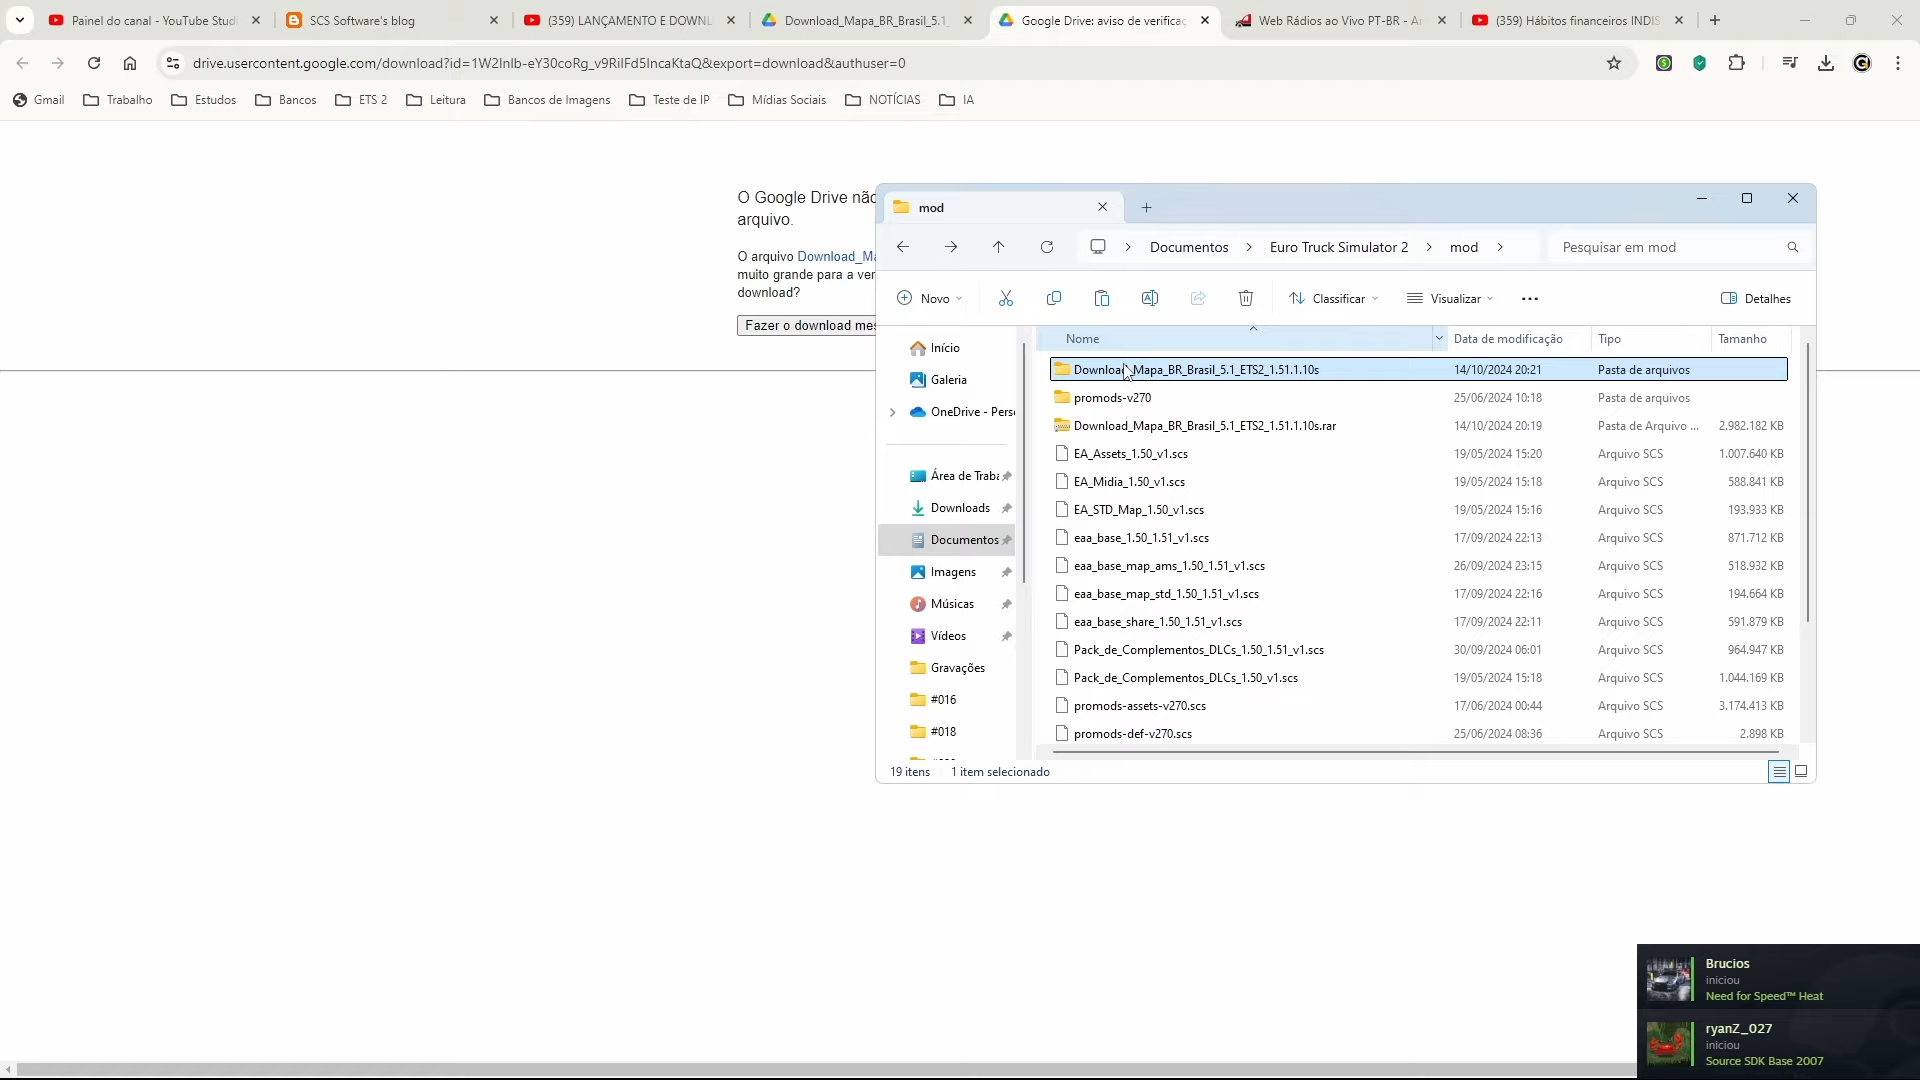 Painel do canal - YouTube Studi
SCS Software's blog
(359) LANÇAMENTO E DOWNL
Download_Mapa_BR_Brasil_5.1_
Google Drive: aviso de verificaç
Web Rádios ao Vivo PT-BR - Ar
(359) Hábitos financeiros INDIS
drive.usercontent.google.com/download?id=1W2Inlb-eY30coRg_v9RiIFd5IncaKtaQ&export=download&authuser=0
Gmail
Trabalho
Estudos
Bancos
ETS 2
Leitura
Bancos de Imagens
Teste de IP
Mídias Sociais
NOTÍCIAS
IA
O Google Drive não
arquivo.
O arquivo Download_Ma
muito grande para a ver
download?
Fazer o download mes
mod
Documentos > Euro Truck Simulator 2 > mod >
Pesquisar em mod
Novo
Classificar
Visualizar
Detalhes
Início
Galeria
OneDrive - Perso
Área de Traba
Downloads
Documentos
Imagens
Músicas
Vídeos
Gravações
#016
#018
Nome Data de modificação Tipo Tamanho
Download_Mapa_BR_Brasil_5.1_ETS2_1.51.1.10s 14/10/2024 20:21 Pasta de arquivos
promods-v270 25/06/2024 10:18 Pasta de arquivos
Download_Mapa_BR_Brasil_5.1_ETS2_1.51.1.10s.rar 14/10/2024 20:19 Pasta de Arquivo ... 2.982.182 KB
EA_Assets_1.50_v1.scs 19/05/2024 15:20 Arquivo SCS 1.007.640 KB
EA_Midia_1.50_v1.scs 19/05/2024 15:18 Arquivo SCS 588.841 KB
EA_STD_Map_1.50_v1.scs 19/05/2024 15:16 Arquivo SCS 193.933 KB
eaa_base_1.50_1.51_v1.scs 17/09/2024 22:13 Arquivo SCS 871.712 KB
eaa_base_map_ams_1.50_1.51_v1.scs 26/09/2024 23:15 Arquivo SCS 518.932 KB
eaa_base_map_std_1.50_1.51_v1.scs 17/09/2024 22:16 Arquivo SCS 194.664 KB
eaa_base_share_1.50_1.51_v1.scs 17/09/2024 22:11 Arquivo SCS 591.879 KB
Pack_de_Complementos_DLCs_1.50_1.51_v1.scs 30/09/2024 06:01 Arquivo SCS 964.947 KB
Pack_de_Complementos_DLCs_1.50_v1.scs 19/05/2024 15:18 Arquivo SCS 1.044.169 KB
promods-assets-v270.scs 17/06/2024 00:44 Arquivo SCS 3.174.413 KB
promods-def-v270.scs 25/06/2024 08:36 Arquivo SCS 2.898 KB
19 itens
1 item selecionado
Brucios
iniciou
Need for Speed™ Heat
ryanZ_027
iniciou
Source SDK Base 2007